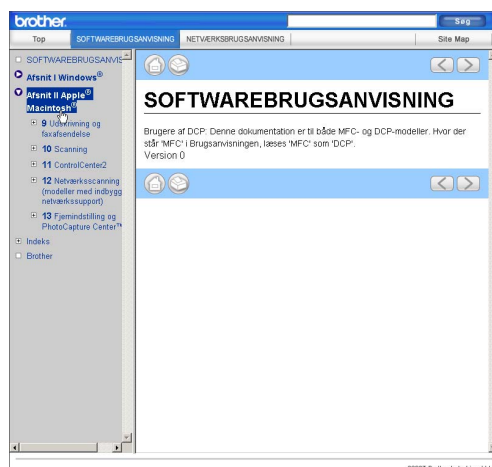 brother.
Søg
Top
SOFTWAREBRUGSANVISNING
NETVÆRKSBRUGSANVISNING
Site Map
SOFTWAREBRUGSANVIS
Afsnit I Windows®
Afsnit II Apple®
Macintosh®
9 Udskrivning og
faxafsendelse
10 Scanning
11 ControlCenter2
12 Netværksscanning
(modeller med indbygg
netværkssupport)
13 Fjernindstilling og
PhotoCapture Center™
Indeks
Brother
SOFTWAREBRUGSANVISNING
Brugere af DCP: Denne dokumentation er til både MFC- og DCP-modeller. Hvor der
står 'MFC' i Brugsanvisningen, læses 'MFC' som 'DCP'.
Version 0